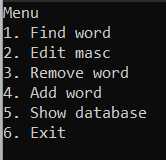 Menu
1. Find word
2. Edit masc
3. Remove word
4. Add word
5. Show database
6. Exit